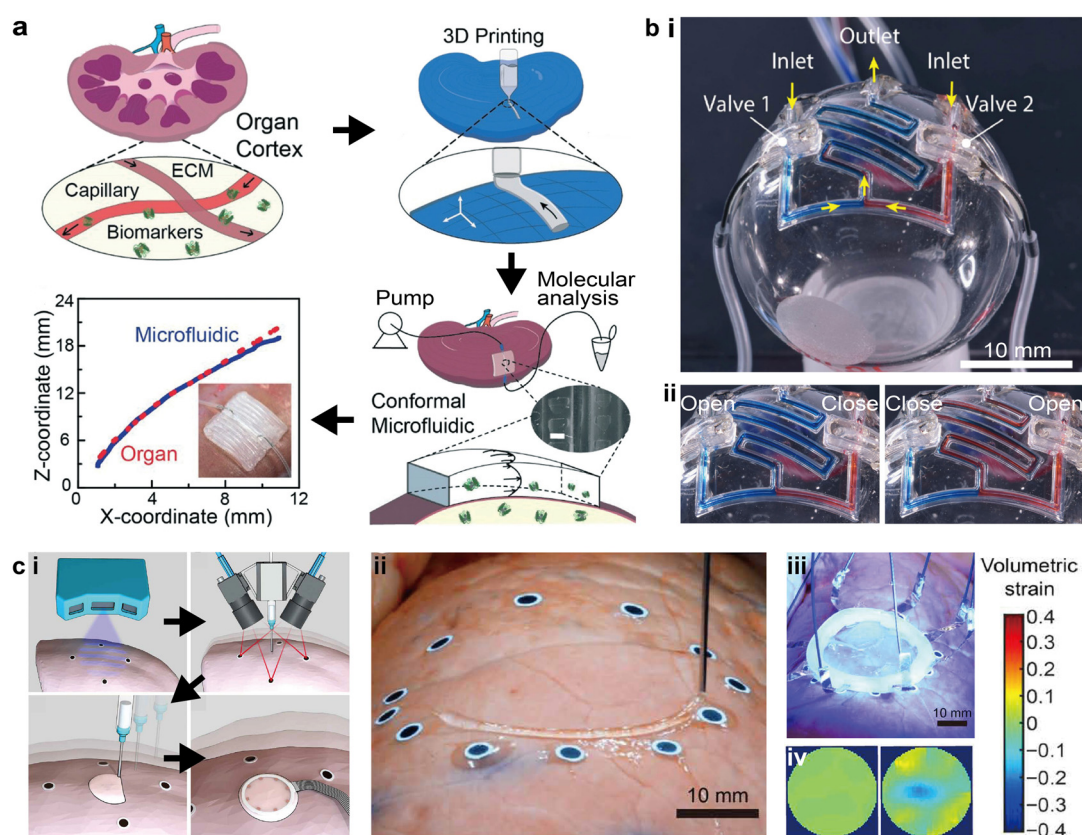 a
3D Printing
Organ
Cortex
ECM
Capillary
Biomarkers
Pump
Molecular
analysis
Conformal
Microfluidic
Z-coordinate (mm)
24
18
12
6
0
Microfluidic
Organ
0
4
8
12
X-coordinate (mm)
b i
Outlet
Inlet
Inlet
Valve 1
Valve 2
10 mm
ii
Open
Close
Close
Open
c i
ii
10 mm
iii
10 mm
iv
Volumetric
strain
0.4
0.3
0.2
0.1
0
−0.1
−0.2
−0.3
−0.4